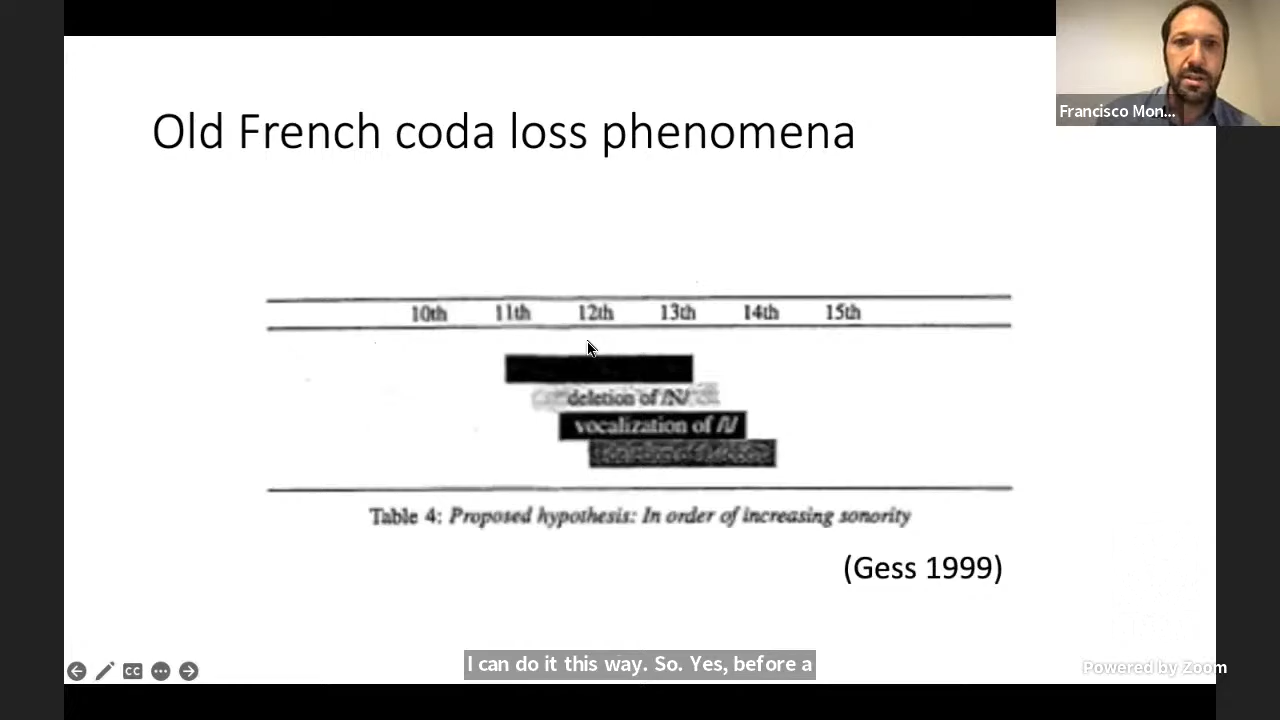 Francisco Mon...
Old French coda loss phenomena
10th 11th 12th 13th 14th 15th
deletion of /N/
vocalization of /l/
Table 4: Proposed hypothesis: In order of increasing sonority
(Gess 1999)
CC
I can do it this way. So. Yes, before a
Powered by Zoom